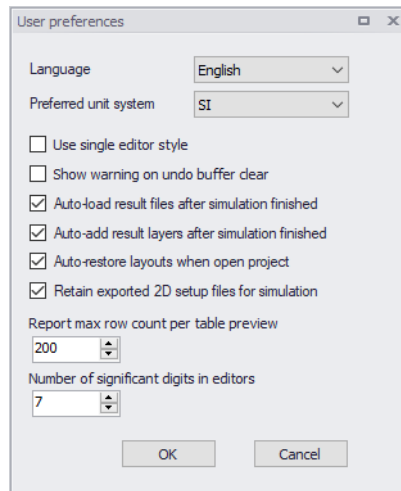 User preferences
Language English
Preferred unit system SI
Use single editor style
Show warning on undo buffer clear
Auto-load result files after simulation finished
Auto-add result layers after simulation finished
Auto-restore layouts when open project
Retain exported 2D setup files for simulation
Report max row count per table preview
200
Number of significant digits in editors
7
OK Cancel